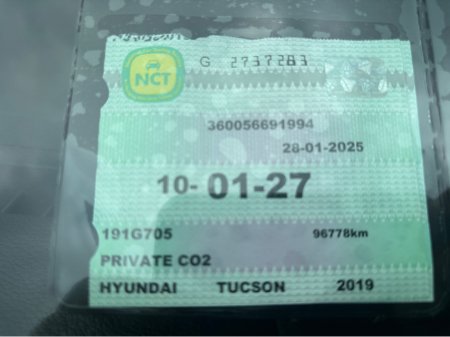 G 2737283
NCT
360056691994
28-01-2025
10-01-27
191G705 96778km
PRIVATE CO2
HYUNDAI TUCSON 2019